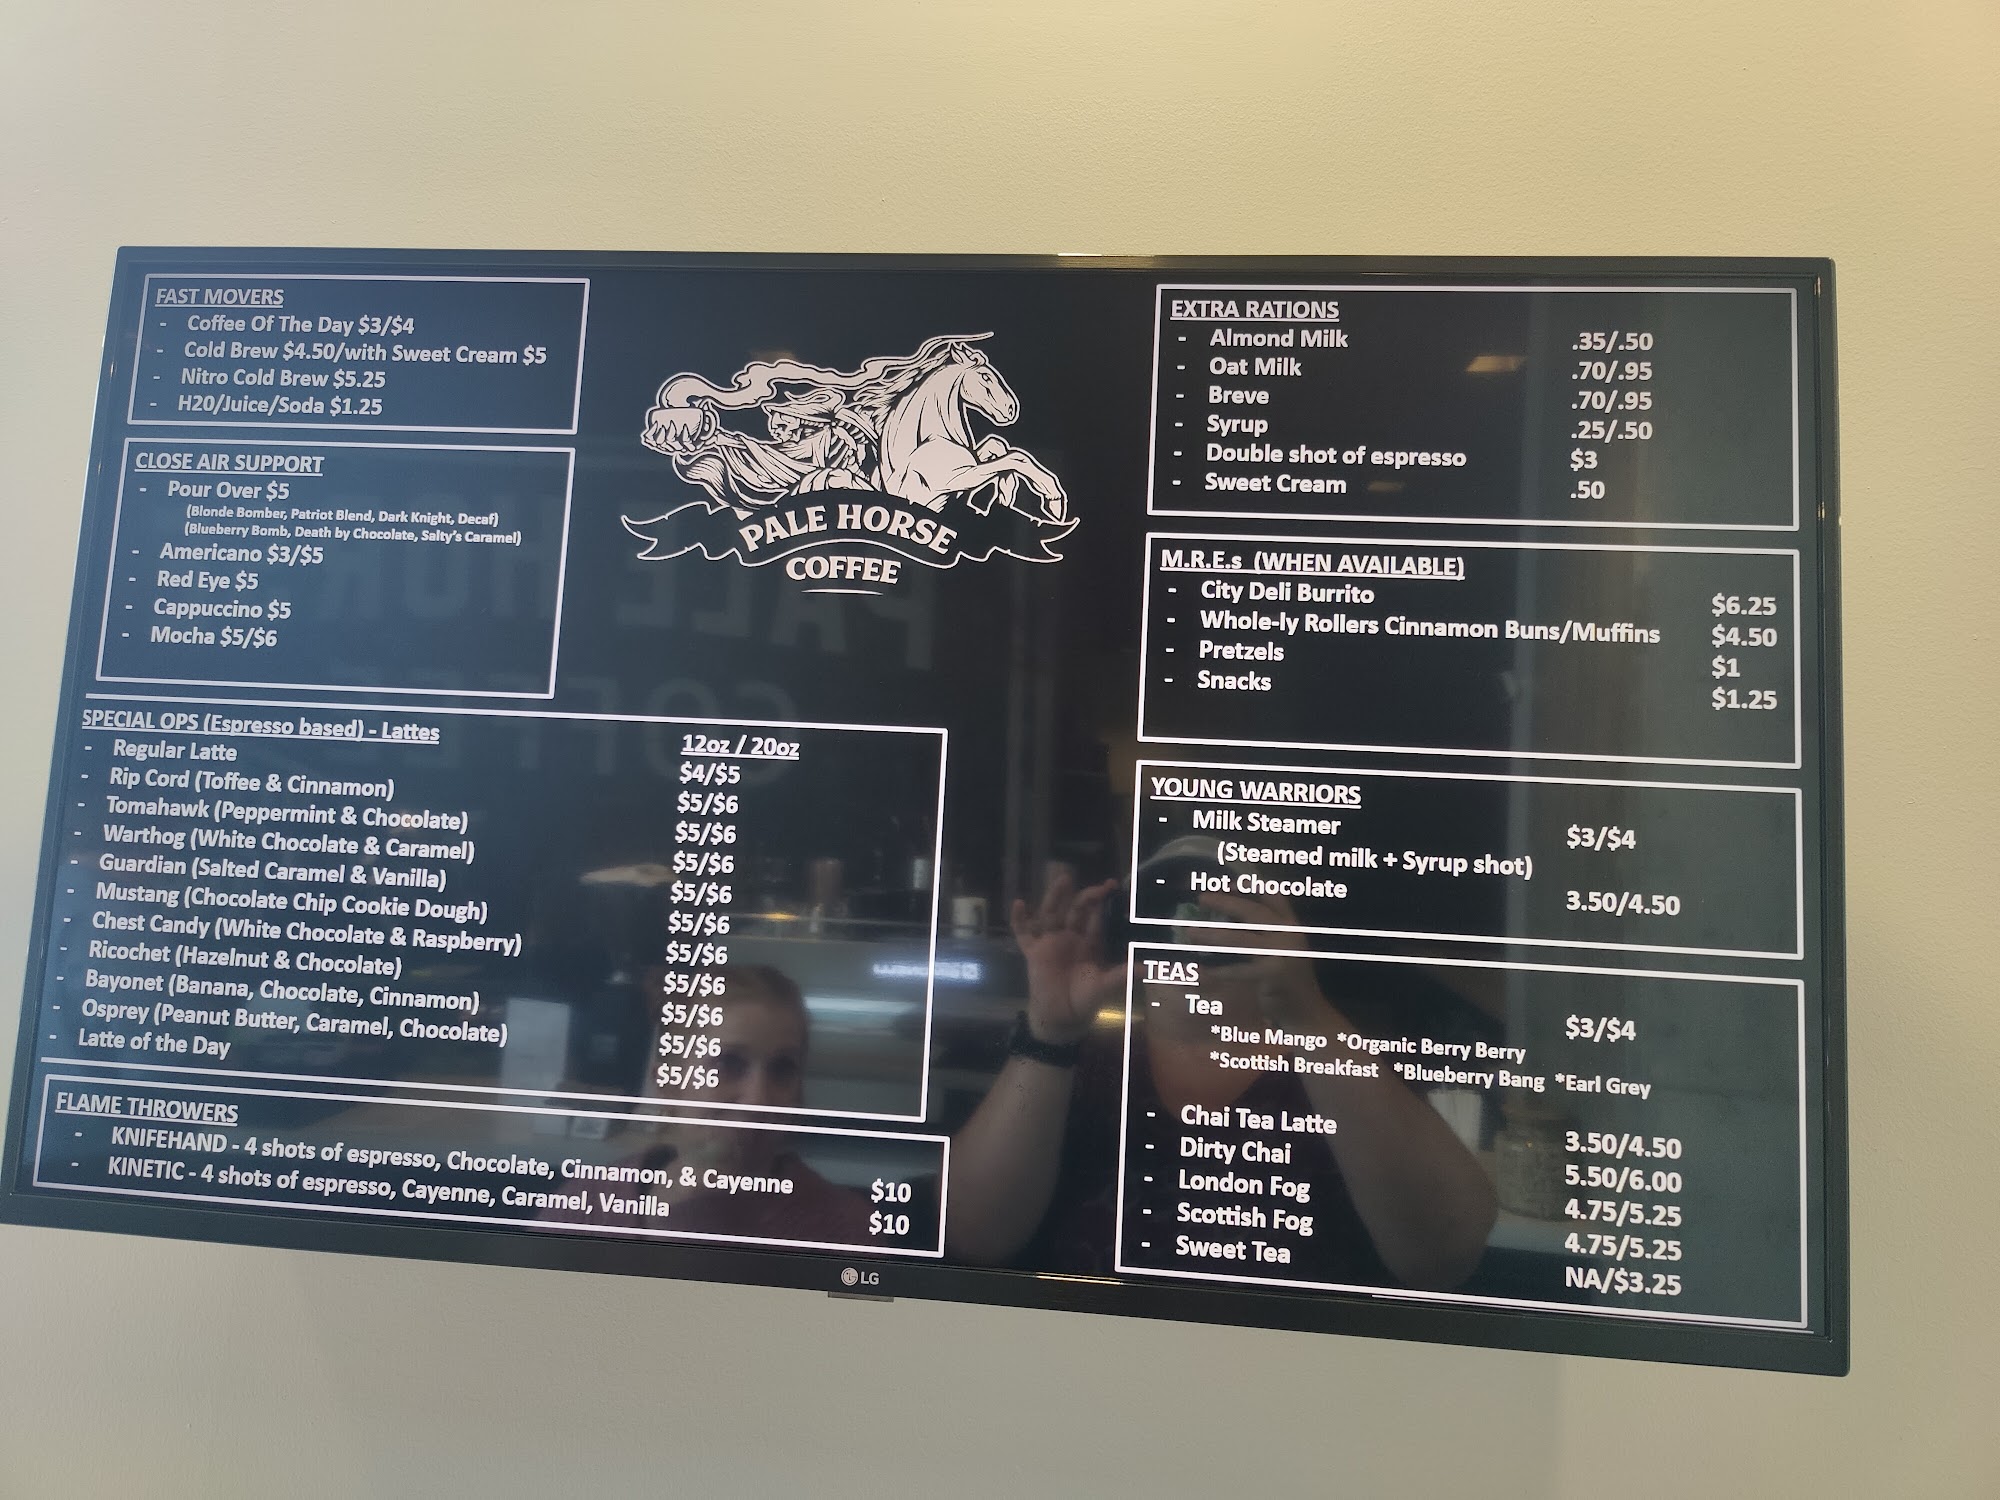 FAST MOVERS
- Coffee Of The Day $3/$4
- Cold Brew $4.50/with Sweet Cream $5
- Nitro Cold Brew $5.25
- H20/Juice/Soda $1.25
CLOSE AIR SUPPORT
- Pour Over $5
(Blonde Bomber, Patriot Blend, Dark Knight, Decaf)
(Blueberry Bomb, Death by Chocolate, Salty's Caramel)
- Americano $3/$5
- Red Eye $5
- Cappuccino $5
- Mocha $5/$6
SPECIAL OPS (Espresso based) - Lattes 12oz / 20oz
- Regular Latte $4/$5
- Rip Cord (Toffee & Cinnamon) $5/$6
- Tomahawk (Peppermint & Chocolate) $5/$6
- Warthog (White Chocolate & Caramel) $5/$6
- Guardian (Salted Caramel & Vanilla) $5/$6
- Mustang (Chocolate Chip Cookie Dough) $5/$6
- Chest Candy (White Chocolate & Raspberry) $5/$6
- Ricochet (Hazelnut & Chocolate) $5/$6
- Bayonet (Banana, Chocolate, Cinnamon) $5/$6
- Osprey (Peanut Butter, Caramel, Chocolate) $5/$6
- Latte of the Day $5/$6
FLAME THROWERS
- KNIFEHAND - 4 shots of espresso, Chocolate, Cinnamon, & Cayenne $10
- KINETIC - 4 shots of espresso, Cayenne, Caramel, Vanilla $10
PALE HORSE
COFFEE
EXTRA RATIONS
- Almond Milk .35/.50
- Oat Milk .70/.95
- Breve .70/.95
- Syrup .25/.50
- Double shot of espresso $3
- Sweet Cream .50
M.R.E.s (WHEN AVAILABLE)
- City Deli Burrito $6.25
- Whole-ly Rollers Cinnamon Buns/Muffins $4.50
- Pretzels $1
- Snacks $1.25
YOUNG WARRIORS
- Milk Steamer $3/$4
(Steamed milk + Syrup shot)
- Hot Chocolate 3.50/4.50
TEAS
- Tea $3/$4
*Blue Mango *Organic Berry Berry
*Scottish Breakfast *Blueberry Bang *Earl Grey
- Chai Tea Latte 3.50/4.50
- Dirty Chai 5.50/6.00
- London Fog 4.75/5.25
- Scottish Fog 4.75/5.25
- Sweet Tea NA/$3.25
LG